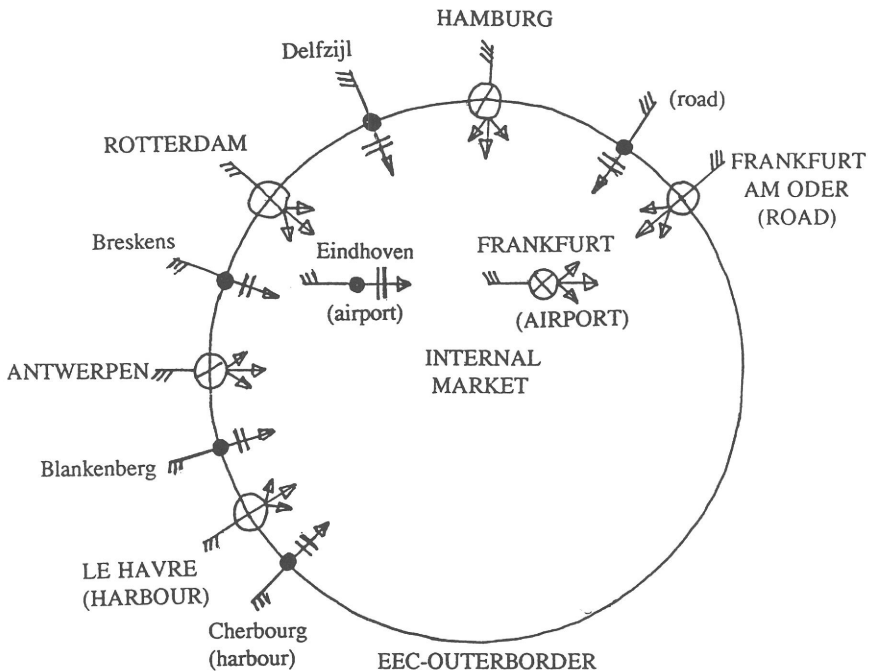 HAMBURG
Delfzijl
(road)
ROTTERDAM
FRANKFURT
AM ODER
(ROAD)
Breskens
Eindhoven
(airport)
FRANKFURT
(AIRPORT)
INTERNAL
MARKET
ANTWERPEN
Blankenberg
LE HAVRE
(HARBOUR)
Cherbourg
(harbour)
EEC-OUTERBORDER